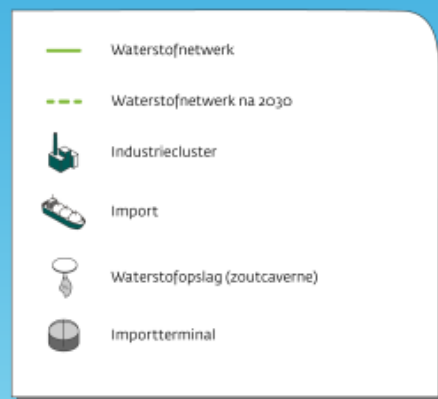 Waterstofnetwerk
Waterstofnetwerk na 2030
Industriecluster
Import
Waterstofopslag (zoutcaverne)
Importterminal